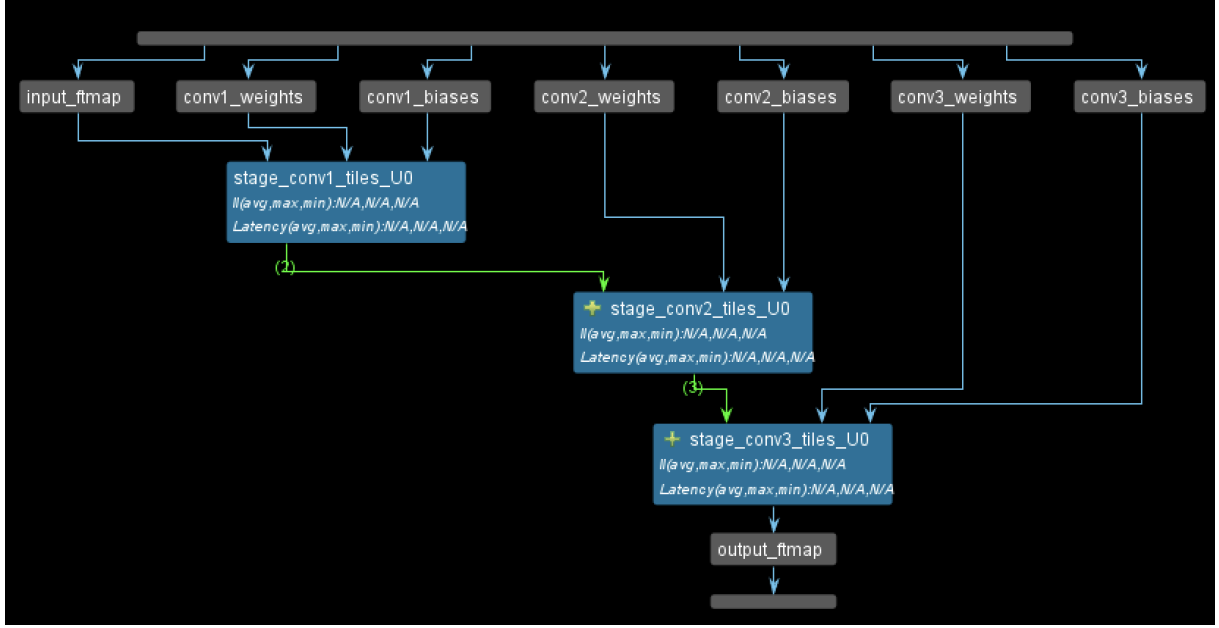 input_ftmap
conv1_weights
conv1_biases
conv2_weights
conv2_biases
conv3_weights
conv3_biases
stage_conv1_tiles_U0
II(avg,max,min):N/A,N/A,N/A
Latency(avg,max,min):N/A,N/A,N/A
(2)
stage_conv2_tiles_U0
II(avg,max,min):N/A,N/A,N/A
Latency(avg,max,min):N/A,N/A,N/A
(3)
stage_conv3_tiles_U0
II(avg,max,min):N/A,N/A,N/A
Latency(avg,max,min):N/A,N/A,N/A
output_ftmap